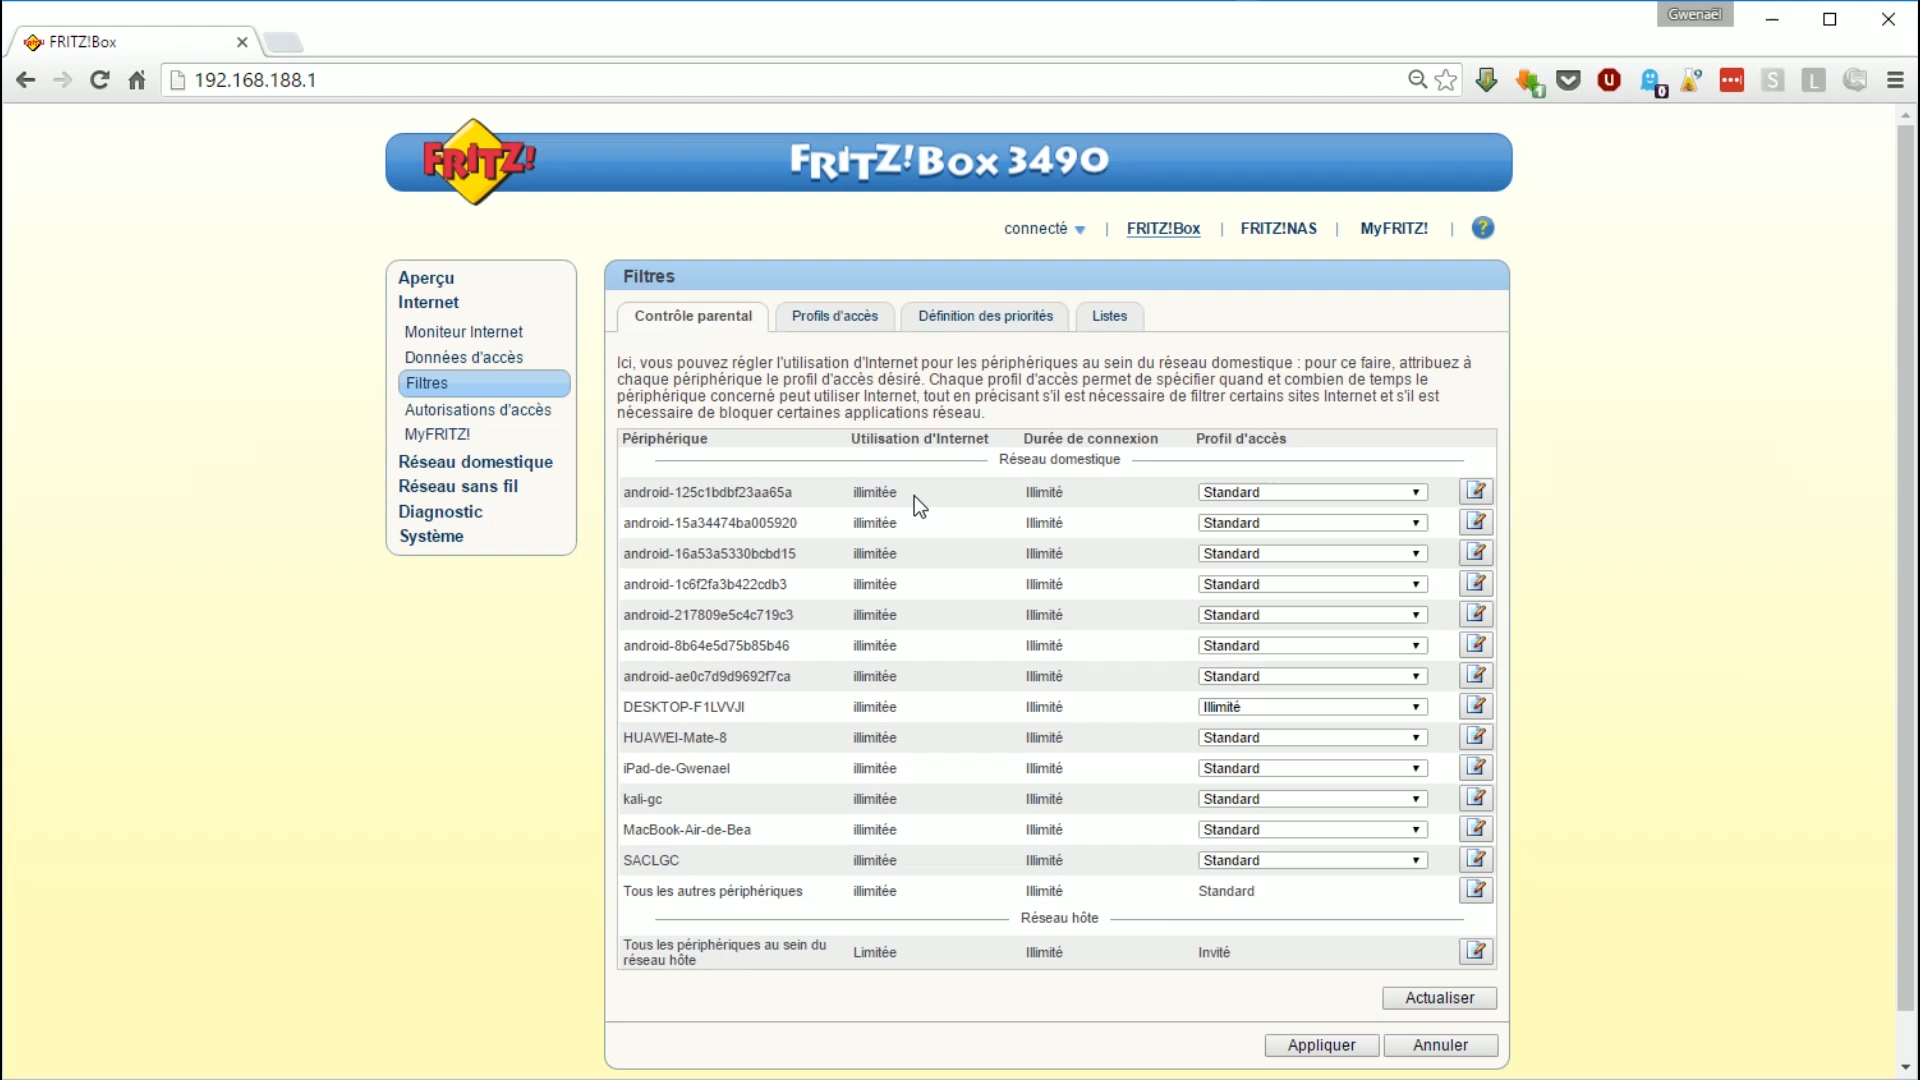 Gwenaël
FRITZ!Box
192.168.188.1
FRITZ!
FRITZ!Box 3490
connecté | FRITZ!Box | FRITZ!NAS | MyFRITZ! | ?
Aperçu
Internet
Moniteur Internet
Données d'accès
Filtres
Autorisations d'accès
MyFRITZ!
Réseau domestique
Réseau sans fil
Diagnostic
Système
Filtres
Contrôle parental Profils d'accès Définition des priorités Listes
Ici, vous pouvez régler l'utilisation d'Internet pour les périphériques au sein du réseau domestique : pour ce faire, attribuez à
chaque périphérique le profil d'accès désiré. Chaque profil d'accès permet de spécifier quand et combien de temps le
périphérique concerné peut utiliser Internet, tout en précisant s'il est nécessaire de filtrer certains sites Internet et s'il est
nécessaire de bloquer certaines applications réseau.
Périphérique Utilisation d'Internet Durée de connexion Profil d'accès
Réseau domestique
android-125c1bdbf23aa65a illimitée Illimité Standard
android-15a34474ba005920 illimitée Illimité Standard
android-16a53a5330bcbd15 illimitée Illimité Standard
android-1c6f2fa3b422cdb3 illimitée Illimité Standard
android-217809e5c4c719c3 illimitée Illimité Standard
android-8b64e5d75b85b46 illimitée Illimité Standard
android-ae0c7d9d9692f7ca illimitée Illimité Standard
DESKTOP-F1LVVJI illimitée Illimité Illimité
HUAWEI-Mate-8 illimitée Illimité Standard
iPad-de-Gwenael illimitée Illimité Standard
kali-gc illimitée Illimité Standard
MacBook-Air-de-Bea illimitée Illimité Standard
SACLGC illimitée Illimité Standard
Tous les autres périphériques illimitée Illimité Standard
Réseau hôte
Tous les périphériques au sein du
réseau hôte Limitée Illimité Invité
Actualiser
Appliquer Annuler